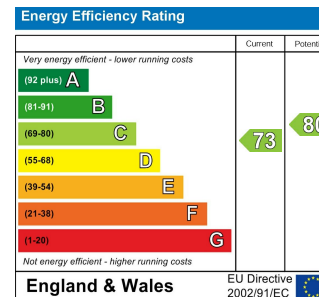 Energy Efficiency Rating
Current
Very energy efficient - lower running costs
(92 plus) A
(81-91) B
(69-80) C
(55-68) D
(39-54) E
(21-38) F
(1-20) G
73
Not energy efficient - higher running costs
England & Wales
EU Directive
2002/91/EC